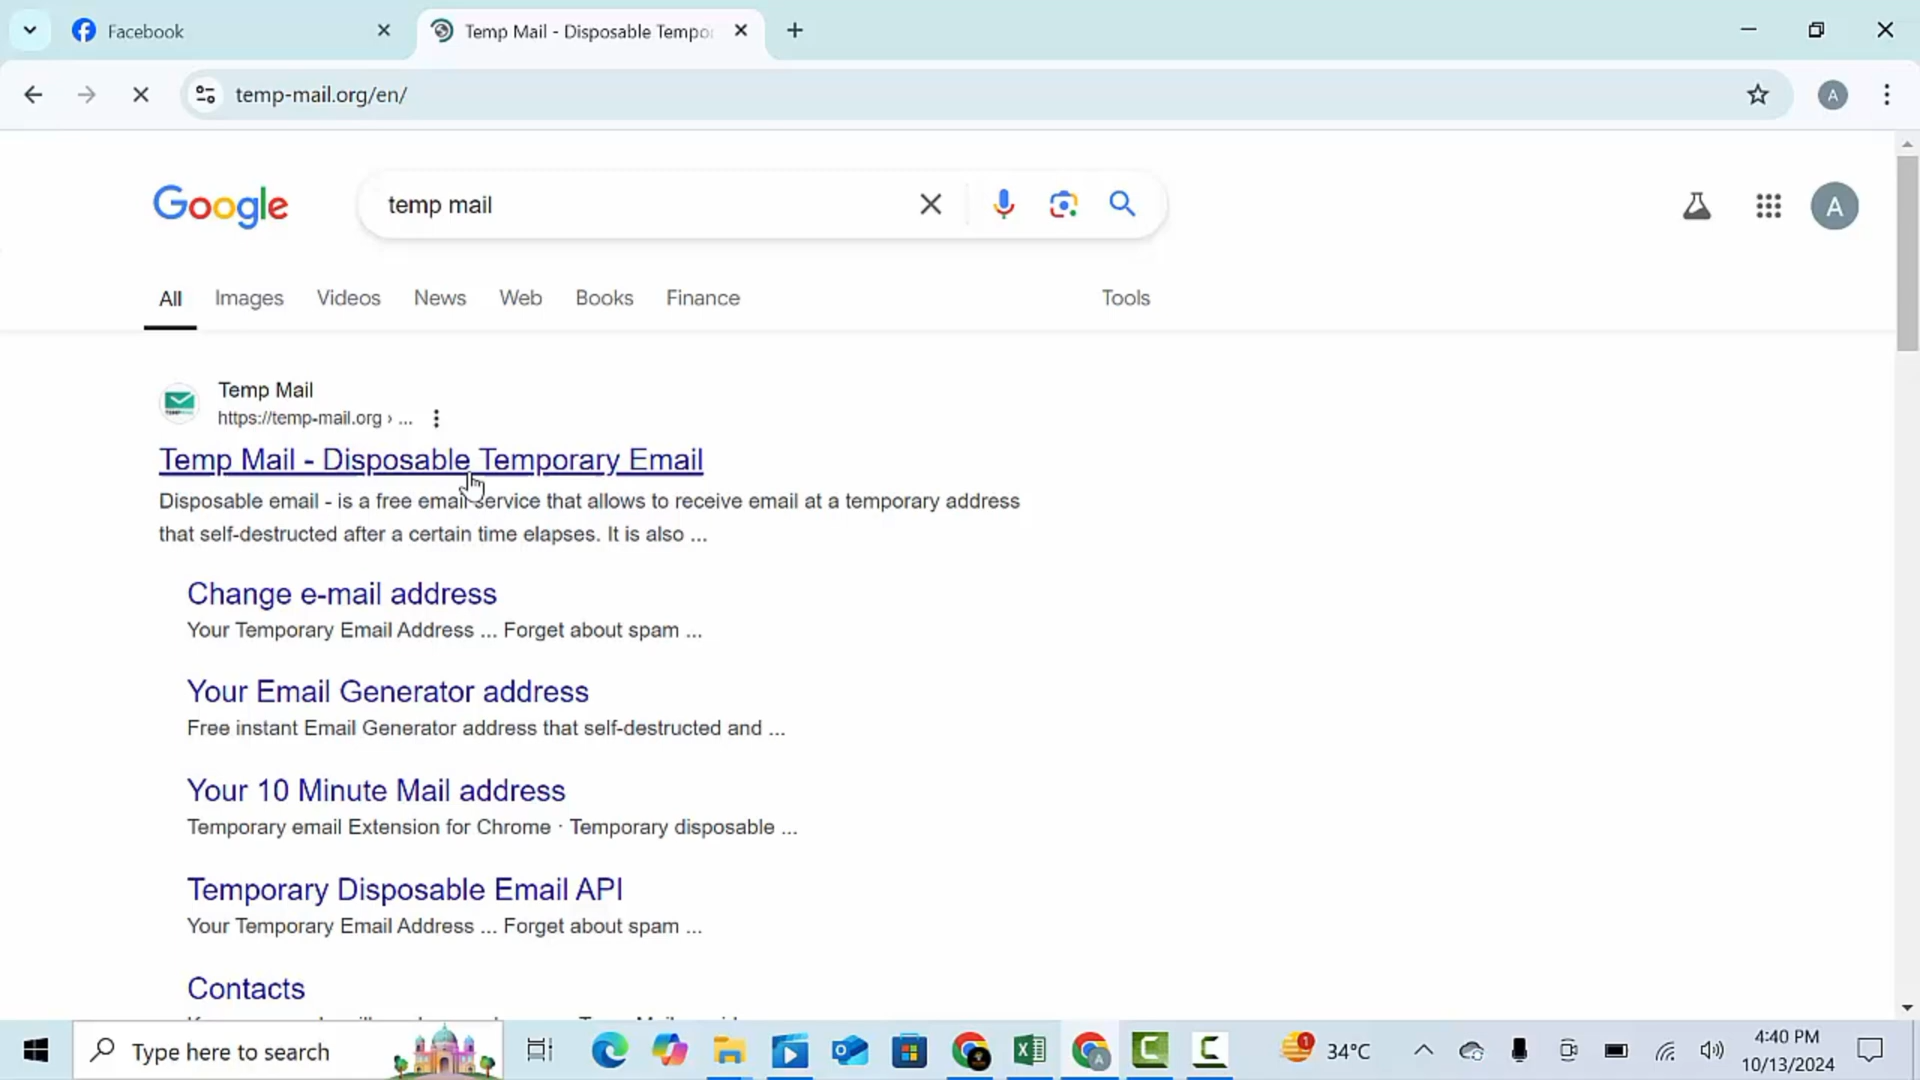 Facebook
Temp Mail - Disposable Tempo
temp-mail.org/en/
A
Google
temp mail
A
All Images Videos News Web Books Finance Tools
Temp Mail
https://temp-mail.org › ...
Temp Mail - Disposable Temporary Email
Disposable email - is a free email service that allows to receive email at a temporary address
that self-destructed after a certain time elapses. It is also ...
Change e-mail address
Your Temporary Email Address ... Forget about spam ...
Your Email Generator address
Free instant Email Generator address that self-destructed and ...
Your 10 Minute Mail address
Temporary email Extension for Chrome · Temporary disposable ...
Temporary Disposable Email API
Your Temporary Email Address ... Forget about spam ...
Contacts
Type here to search
1
34°C
4:40 PM
10/13/2024